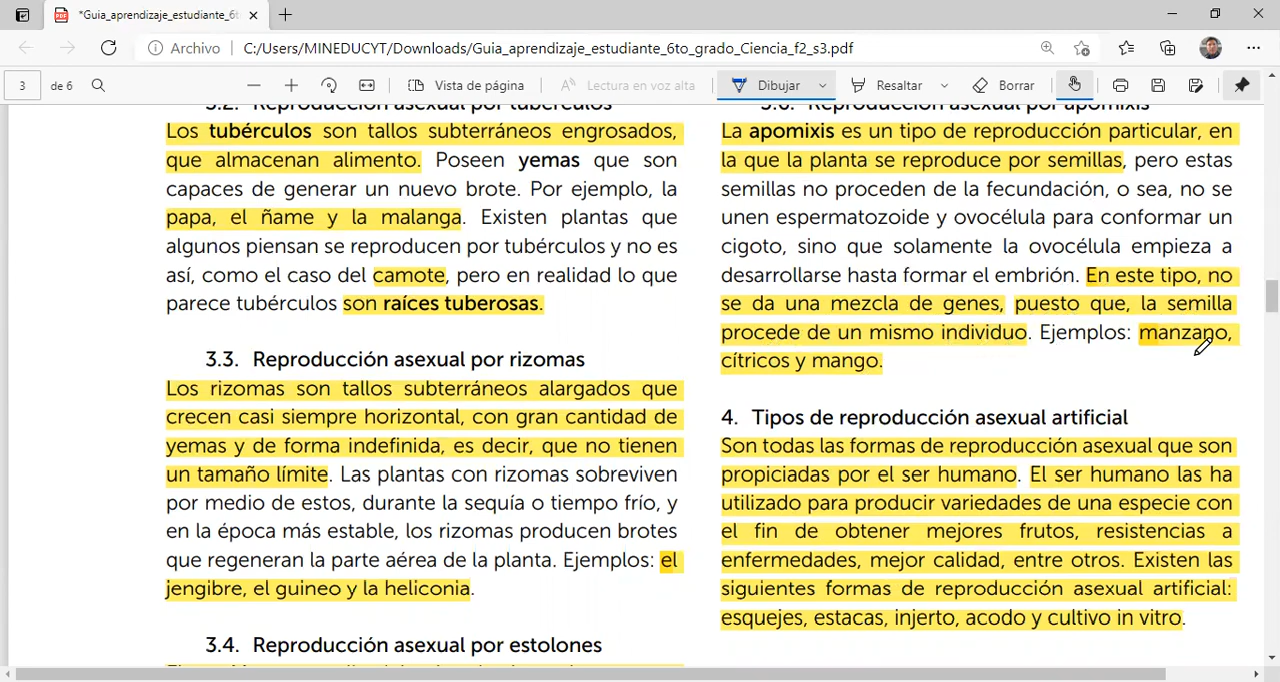 *Guia_aprendizaje_estudiante_6t
Archivo
C:/Users/MINEDUCYT/Downloads/Guia_aprendizaje_estudiante_6to_grado_Ciencia_f2_s3.pdf
3 de 6
Vista de página
Lectura en voz alta
Dibujar
Resaltar
Borrar
3.2. Reproducción asexual por tubérculos
Los tubérculos son tallos subterráneos engrosados,
que almacenan alimento. Poseen yemas que son
capaces de generar un nuevo brote. Por ejemplo, la
papa, el ñame y la malanga. Existen plantas que
algunos piensan se reproducen por tubérculos y no es
así, como el caso del camote, pero en realidad lo que
parece tubérculos son raíces tuberosas.
3.3. Reproducción asexual por rizomas
Los rizomas son tallos subterráneos alargados que
crecen casi siempre horizontal, con gran cantidad de
yemas y de forma indefinida, es decir, que no tienen
un tamaño límite. Las plantas con rizomas sobreviven
por medio de estos, durante la sequía o tiempo frío, y
en la época más estable, los rizomas producen brotes
que regeneran la parte aérea de la planta. Ejemplos: el
jengibre, el guineo y la heliconia.
3.4. Reproducción asexual por estolones
Reproducción asexual por apomixis
La apomixis es un tipo de reproducción particular, en
la que la planta se reproduce por semillas, pero estas
semillas no proceden de la fecundación, o sea, no se
unen espermatozoide y ovocélula para conformar un
cigoto, sino que solamente la ovocélula empieza a
desarrollarse hasta formar el embrión. En este tipo, no
se da una mezcla de genes, puesto que, la semilla
procede de un mismo individuo. Ejemplos: manzano,
cítricos y mango.
4. Tipos de reproducción asexual artificial
Son todas las formas de reproducción asexual que son
propiciadas por el ser humano. El ser humano las ha
utilizado para producir variedades de una especie con
el fin de obtener mejores frutos, resistencias a
enfermedades, mejor calidad, entre otros. Existen las
siguientes formas de reproducción asexual artificial:
esquejes, estacas, injerto, acodo y cultivo in vitro.